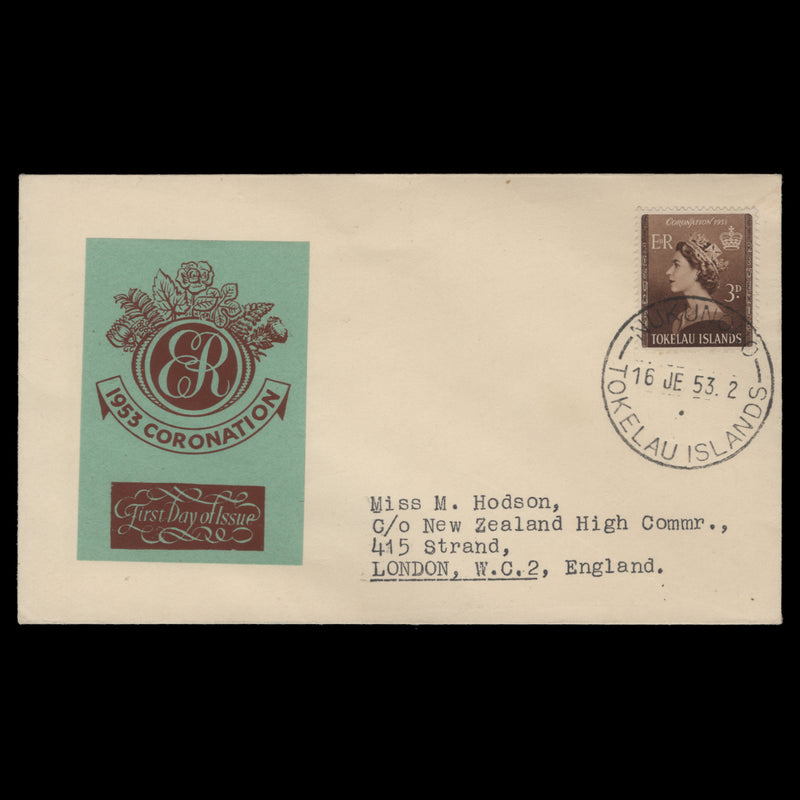 ER
1953 CORONATION
First Day of Issue
CORONATION 1953
E R
3D.
TOKELAU ISLANDS
NUKUNONO
16 JE 53. 2
TOKELAU ISLANDS
Miss M. Hodson,
C/o New Zealand High Commr.,
415 Strand,
LONDON, W.C.2, England.